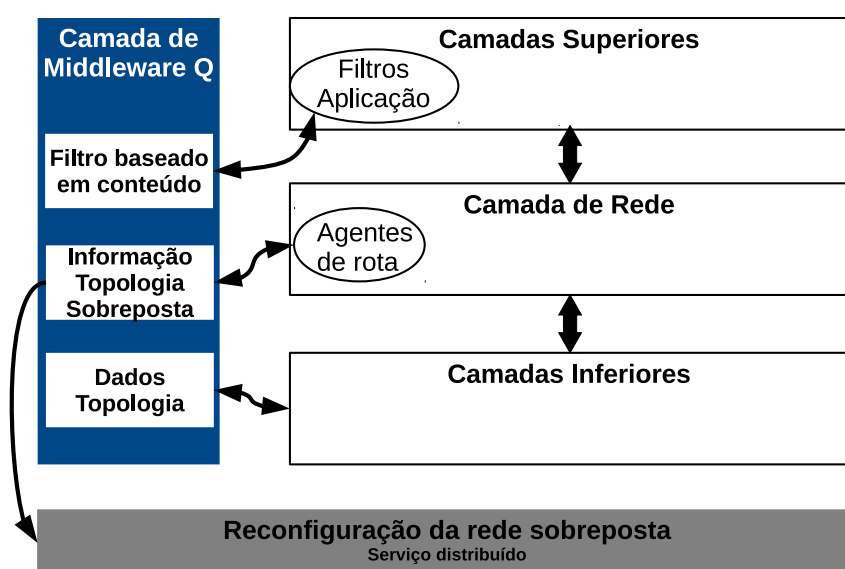 Camada de
Middleware Q
Filtro baseado
em conteúdo
Informação
Topologia
Sobreposta
Dados
Topologia
Camadas Superiores
Filtros
Aplicação
Camada de Rede
Agentes
de rota
Camadas Inferiores
Reconfiguração da rede sobreposta
Serviço distribuído